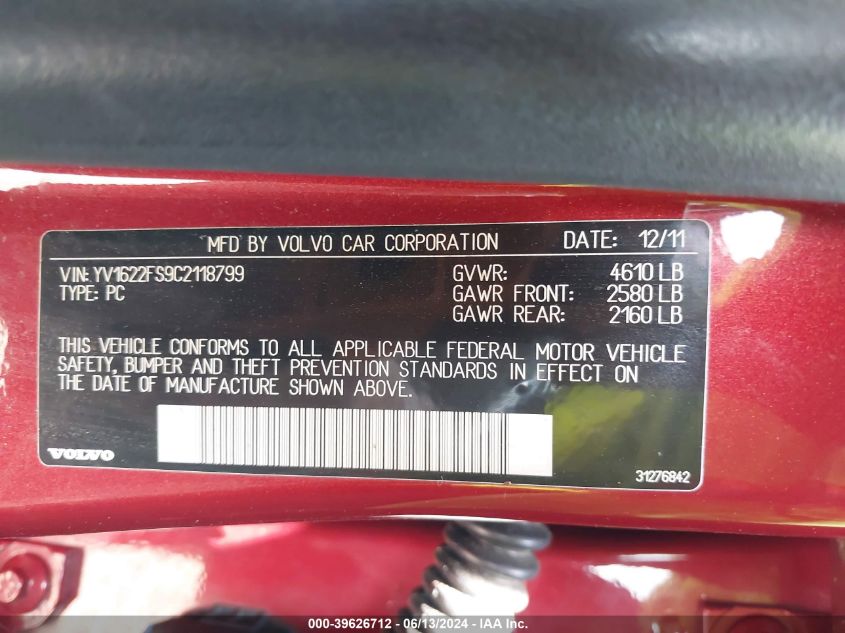 MFD BY VOLVO CAR CORPORATION DATE: 12/11
VIN: YV1622FS9C2118799 GVWR: 4610 LB
TYPE: PC GAWR FRONT: 2580 LB
GAWR REAR: 2160 LB
THIS VEHICLE CONFORMS TO ALL APPLICABLE FEDERAL MOTOR VEHICLE
SAFETY, BUMPER AND THEFT PREVENTION STANDARDS IN EFFECT ON
THE DATE OF MANUFACTURE SHOWN ABOVE.
VOLVO
31276842
000-39626712 - 06/13/2024 - IAA Inc.